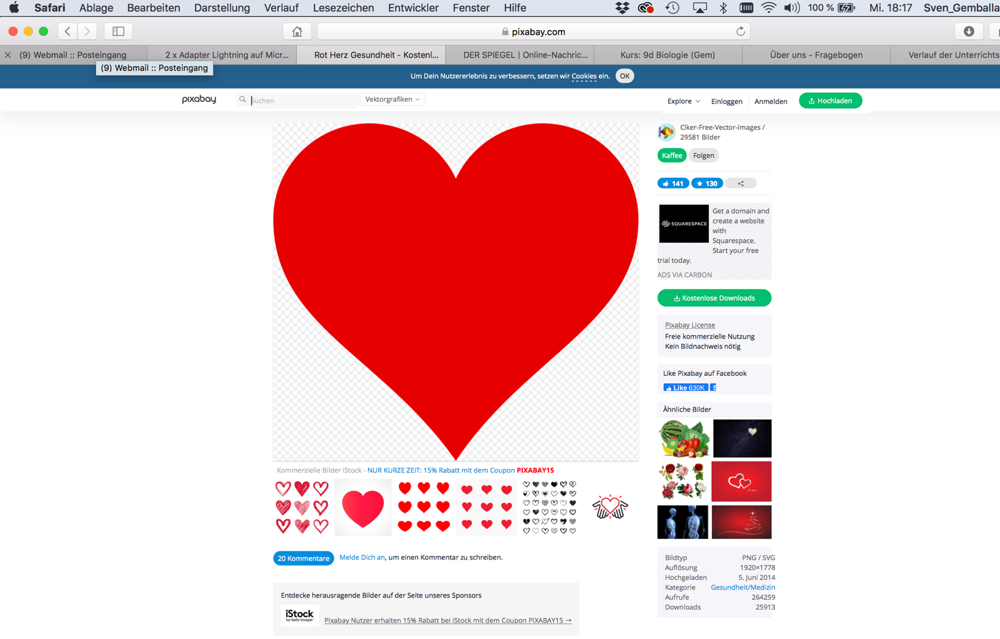 Safari Ablage Bearbeiten Darstellung Verlauf Lesezeichen Entwickler Fenster Hilfe 100 % Mi. 18:17 Sven_Gemballa
pixabay.com
(9) Webmail :: Posteingang 2 x Adapter Lightning auf Micr... Rot Herz Gesundheit - Kostenl... DER SPIEGEL | Online-Nachric... Kurs: 9d Biologie (Gem) Über uns - Fragebogen Verlauf der Unterrichts
(9) Webmail :: Posteingang
Um Dein Nutzererlebnis zu verbessern, setzen wir Cookies ein. OK
pixabay Suchen Vektorgrafiken Explore Einloggen Anmelden Hochladen
Clker-Free-Vector-Images /
29581 Bilder
Kaffee Folgen
141 130
SQUARESPACE
Get a domain and
create a website
with
Squarespace.
Start your free
trial today.
ADS VIA CARBON
Kostenlose Downloads
Pixabay License
Freie kommerzielle Nutzung
Kein Bildnachweis nötig
Like Pixabay auf Facebook
Like 630K
Ähnliche Bilder
Kommerzielle Bilder iStock - NUR KURZE ZEIT: 15% Rabatt mit dem Coupon PIXABAY15
20 Kommentare Melde Dich an, um einen Kommentar zu schreiben.
Entdecke herausragende Bilder auf der Seite unseres Sponsors
iStock
by Getty Images
Pixabay Nutzer erhalten 15% Rabatt bei iStock mit dem Coupon PIXABAY15 →
Bildtyp PNG / SVG
Auflösung 1920×1778
Hochgeladen 5. Juni 2014
Kategorie Gesundheit/Medizin
Aufrufe 264259
Downloads 25913